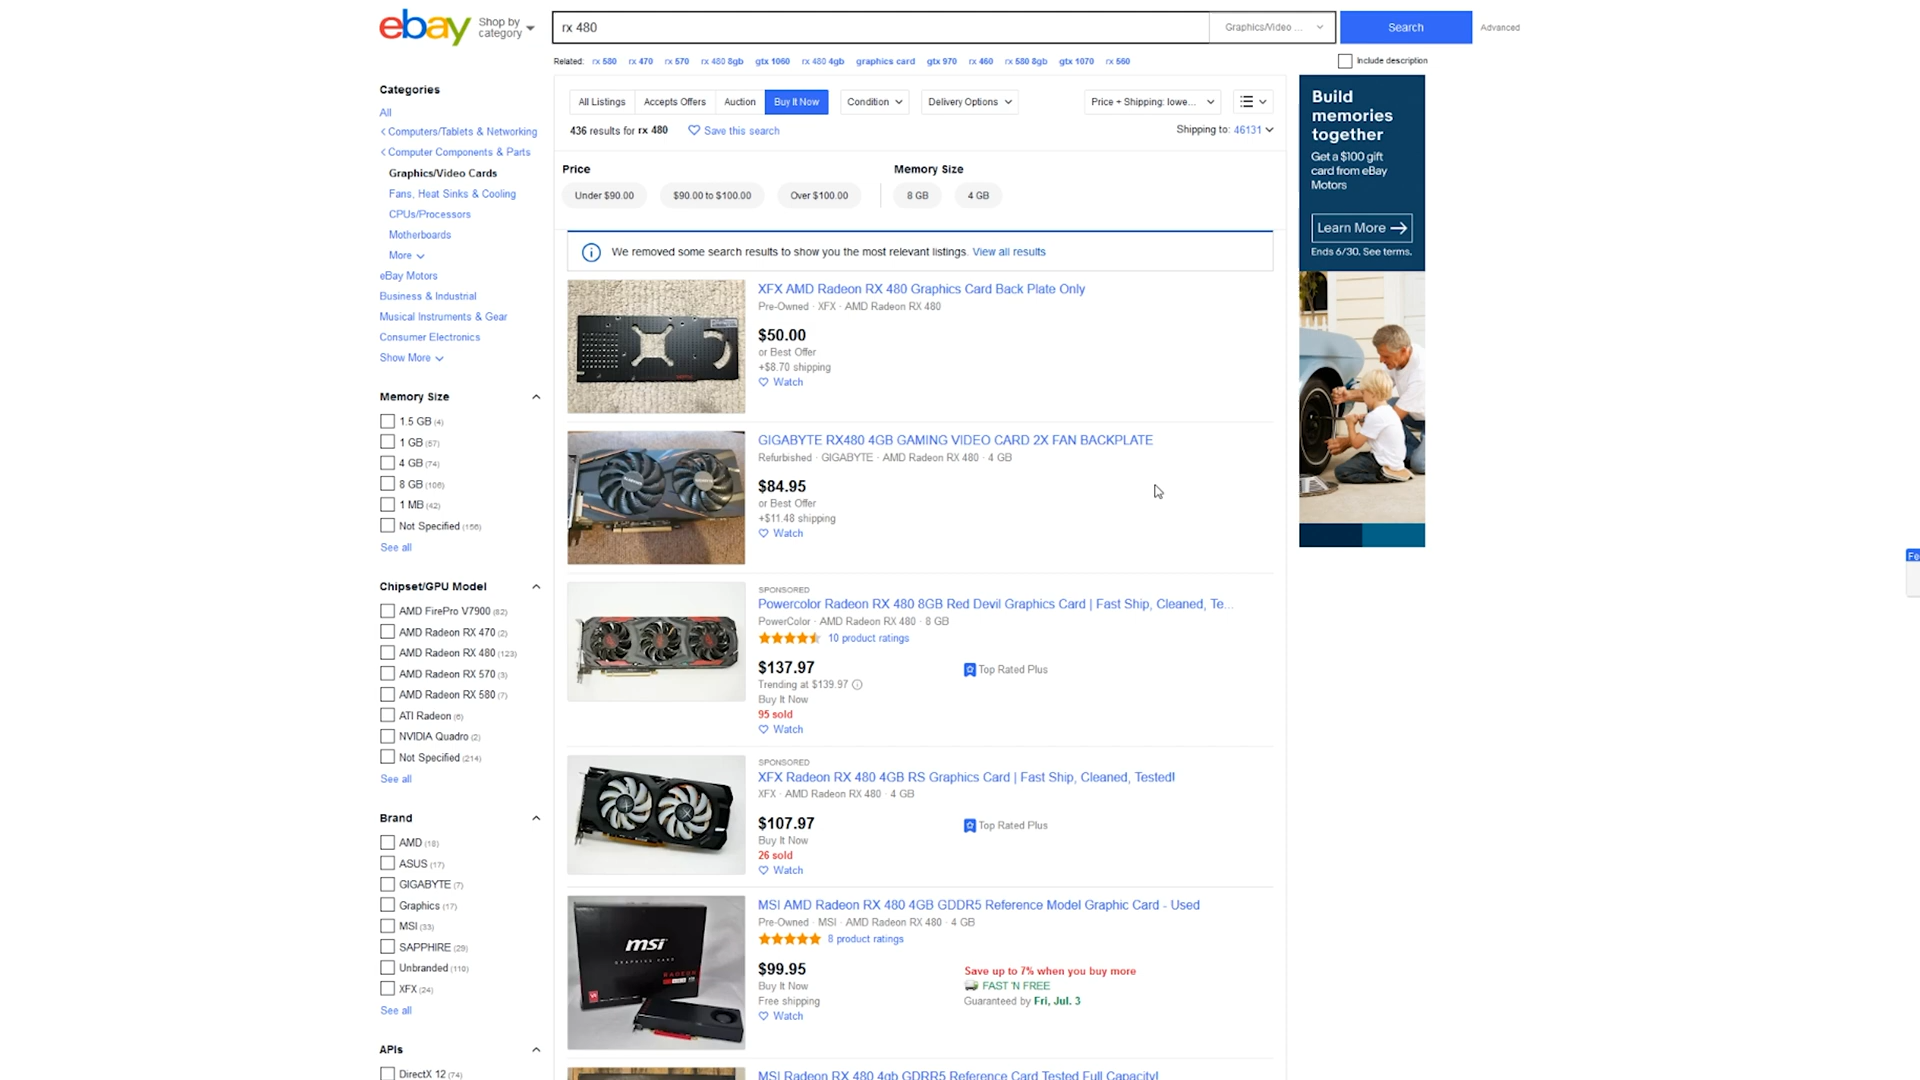 ebay
Shop by
category
rx 480
Graphics/Video ...
Search
Advanced
Related: rx 580 rx 470 rx 570 rx 480 8gb gtx 1060 rx 480 4gb graphics card gtx 970 rx 460 rx 580 8gb gtx 1070 rx 560
Include description
Categories
All
Computers/Tablets & Networking
Computer Components & Parts
Graphics/Video Cards
Fans, Heat Sinks & Cooling
CPUs/Processors
Motherboards
More
eBay Motors
Business & Industrial
Musical Instruments & Gear
Consumer Electronics
Show More
Memory Size
1.5 GB (4)
1 GB (57)
4 GB (74)
8 GB (106)
1 MB (42)
Not Specified (156)
See all
Chipset/GPU Model
AMD FirePro V7900 (62)
AMD Radeon RX 470 (2)
AMD Radeon RX 480 (123)
AMD Radeon RX 570 (3)
AMD Radeon RX 580 (7)
ATI Radeon (6)
NVIDIA Quadro (2)
Not Specified (214)
See all
Brand
AMD (18)
ASUS (17)
GIGABYTE (7)
Graphics (17)
MSI (33)
SAPPHIRE (29)
Unbranded (110)
XFX (24)
See all
APIs
DirectX 12 (74)
All Listings Accepts Offers Auction Buy It Now Condition Delivery Options Price + Shipping: lowe...
436 results for rx 480 Save this search Shipping to: 46131
Price
Under $90.00 $90.00 to $100.00 Over $100.00
Memory Size
8 GB 4 GB
We removed some search results to show you the most relevant listings. View all results
XFX AMD Radeon RX 480 Graphics Card Back Plate Only
Pre-Owned · XFX · AMD Radeon RX 480
$50.00
or Best Offer
+$8.70 shipping
Watch
GIGABYTE RX480 4GB GAMING VIDEO CARD 2X FAN BACKPLATE
Refurbished · GIGABYTE · AMD Radeon RX 480 · 4 GB
$84.95
or Best Offer
+$11.48 shipping
Watch
SPONSORED
Powercolor Radeon RX 480 8GB Red Devil Graphics Card | Fast Ship, Cleaned, Te...
PowerColor · AMD Radeon RX 480 · 8 GB
10 product ratings
$137.97
Top Rated Plus
Trending at $139.97
Buy It Now
95 sold
Watch
SPONSORED
XFX Radeon RX 480 4GB RS Graphics Card | Fast Ship, Cleaned, Tested!
XFX · AMD Radeon RX 480 · 4 GB
$107.97
Top Rated Plus
Buy It Now
26 sold
Watch
msi
GRAPHICS CARD
RADEON
MSI AMD Radeon RX 480 4GB GDDR5 Reference Model Graphic Card - Used
Pre-Owned · MSI · AMD Radeon RX 480 · 4 GB
8 product ratings
$99.95
Buy It Now
Free shipping
Watch
Save up to 7% when you buy more
FAST 'N FREE
Guaranteed by Fri, Jul. 3
MSI Radeon RX 480 4gb GDRR5 Reference Card Tested Full Capacity!
Build
memories
together
Get a $100 gift
card from eBay
Motors
Learn More
Ends 6/30. See terms.
Fe